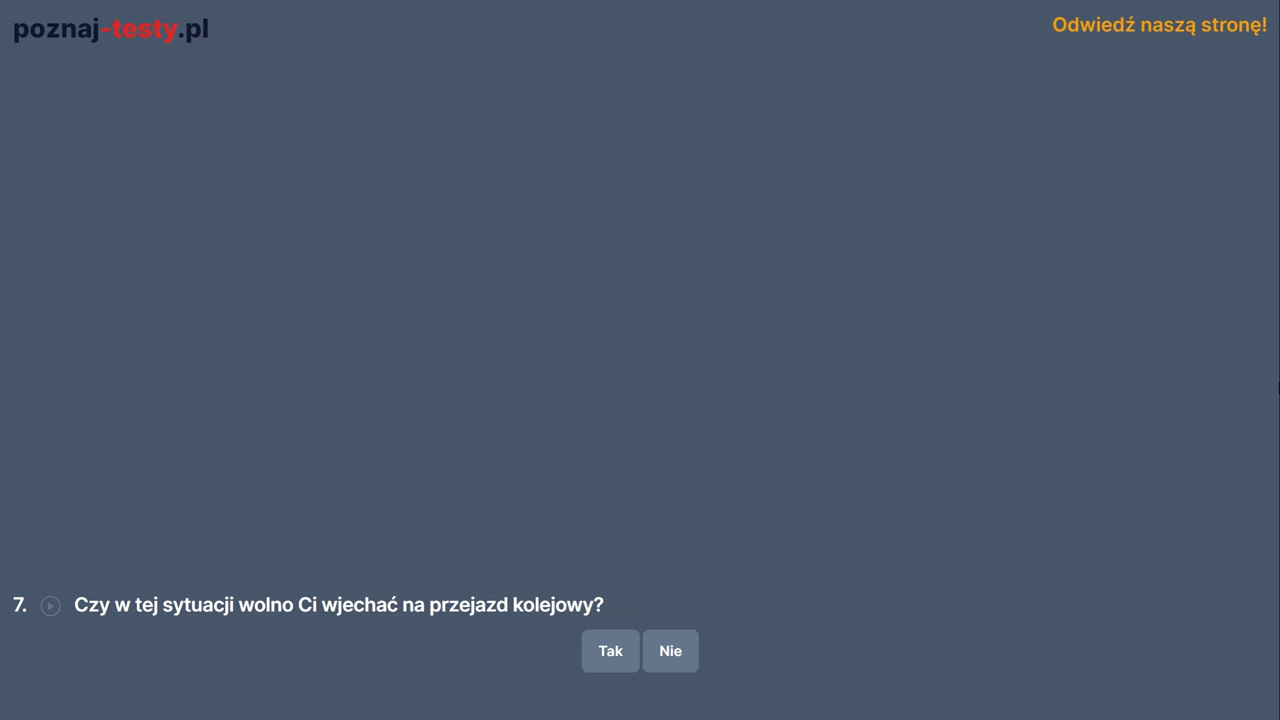 poznaj-testy.pl
Odwiedź naszą stronę!
7. Czy w tej sytuacji wolno Ci wjechać na przejazd kolejowy?
Tak Nie